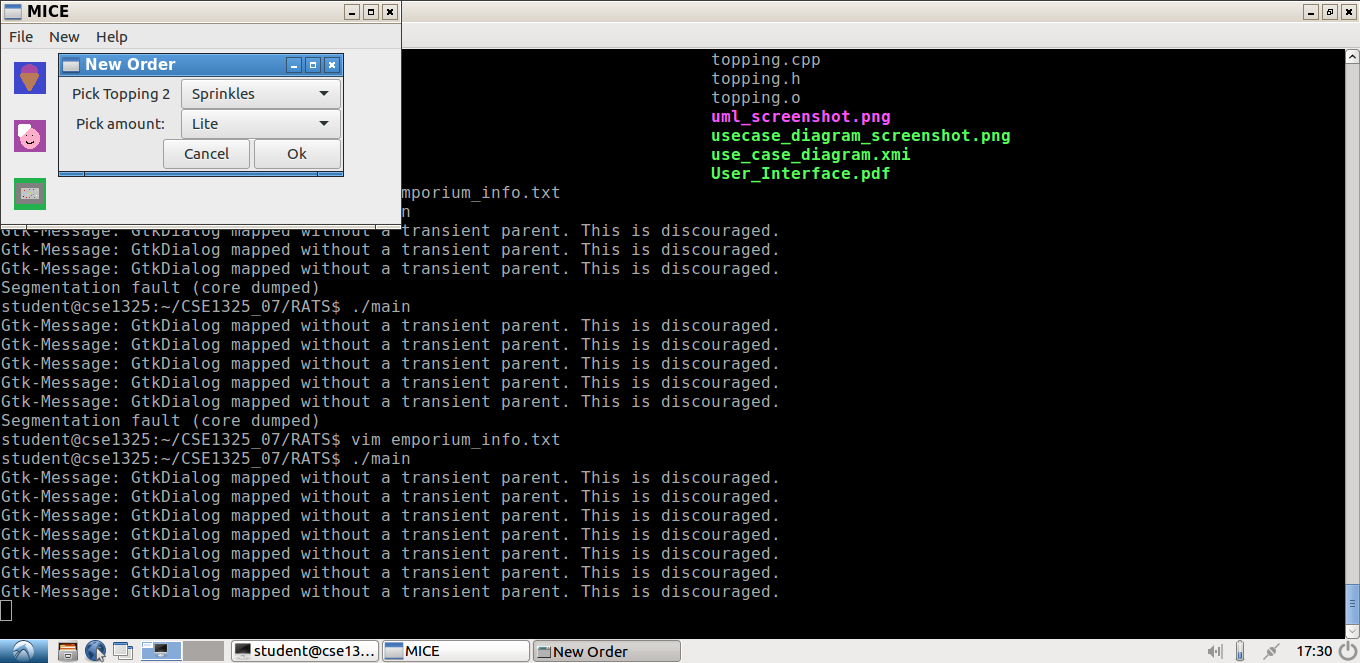 MICE
File New Help
New Order
Pick Topping 2 Sprinkles
Pick amount: Lite
Cancel Ok
topping.cpp
topping.h
topping.o
uml_screenshot.png
usecase_diagram_screenshot.png
use_case_diagram.xmi
User_Interface.pdf
mporium_info.txt
n
Gtk-Message: GtkDialog mapped without a transient parent. This is discouraged.
Gtk-Message: GtkDialog mapped without a transient parent. This is discouraged.
Gtk-Message: GtkDialog mapped without a transient parent. This is discouraged.
Segmentation fault (core dumped)
student@cse1325:~/CSE1325_07/RATS$ ./main
Gtk-Message: GtkDialog mapped without a transient parent. This is discouraged.
Gtk-Message: GtkDialog mapped without a transient parent. This is discouraged.
Gtk-Message: GtkDialog mapped without a transient parent. This is discouraged.
Gtk-Message: GtkDialog mapped without a transient parent. This is discouraged.
Gtk-Message: GtkDialog mapped without a transient parent. This is discouraged.
Segmentation fault (core dumped)
student@cse1325:~/CSE1325_07/RATS$ vim emporium_info.txt
student@cse1325:~/CSE1325_07/RATS$ ./main
Gtk-Message: GtkDialog mapped without a transient parent. This is discouraged.
Gtk-Message: GtkDialog mapped without a transient parent. This is discouraged.
Gtk-Message: GtkDialog mapped without a transient parent. This is discouraged.
Gtk-Message: GtkDialog mapped without a transient parent. This is discouraged.
Gtk-Message: GtkDialog mapped without a transient parent. This is discouraged.
Gtk-Message: GtkDialog mapped without a transient parent. This is discouraged.
Gtk-Message: GtkDialog mapped without a transient parent. This is discouraged.
student@cse13... MICE New Order 17:30